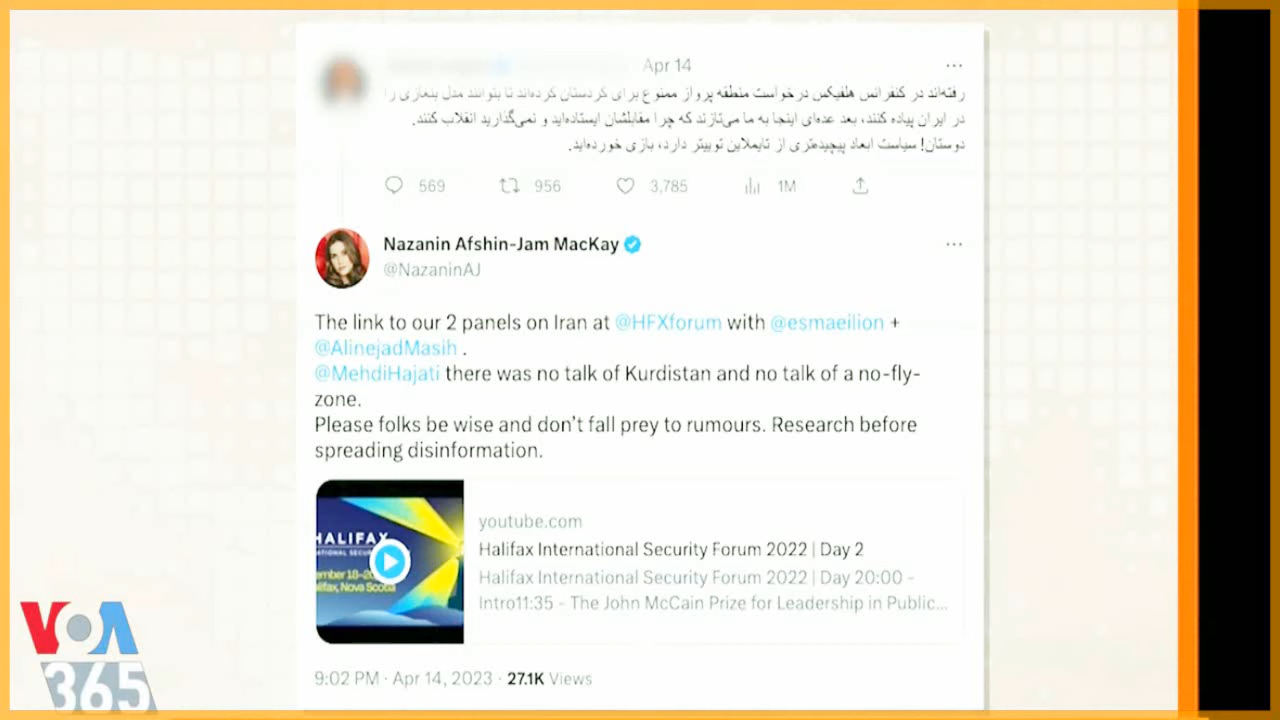 Apr 14
رفته‌اند در کنفرانس هلفیکس درخواست منطقه پرواز ممنوع برای کردستان کرده‌اند تا بتوانند مدل بنغازی را
در ایران پیاده کنند، بعد عده‌ای اینجا به ما می‌تازند که چرا مقابلشان ایستاده‌اید و نمی‌گذارید انقلاب کنند.
دوستان! سیاست ابعاد پیچیده‌تری از تایملاین توییتر دارد، بازی خورده‌اید.
569 956 3,785 1M
Nazanin Afshin-Jam MacKay
@NazaninAJ
The link to our 2 panels on Iran at @HFXforum with @esmaeilion +
@AlinejadMasih .
@MehdiHajati there was no talk of Kurdistan and no talk of a no-fly-
zone.
Please folks be wise and don't fall prey to rumours. Research before
spreading disinformation.
HALIFAX
youtube.com
Halifax International Security Forum 2022 | Day 2
Halifax International Security Forum 2022 | Day 20:00 -
Intro11:35 - The John McCain Prize for Leadership in Public...
9:02 PM · Apr 14, 2023 · 27.1K Views
VOA
365